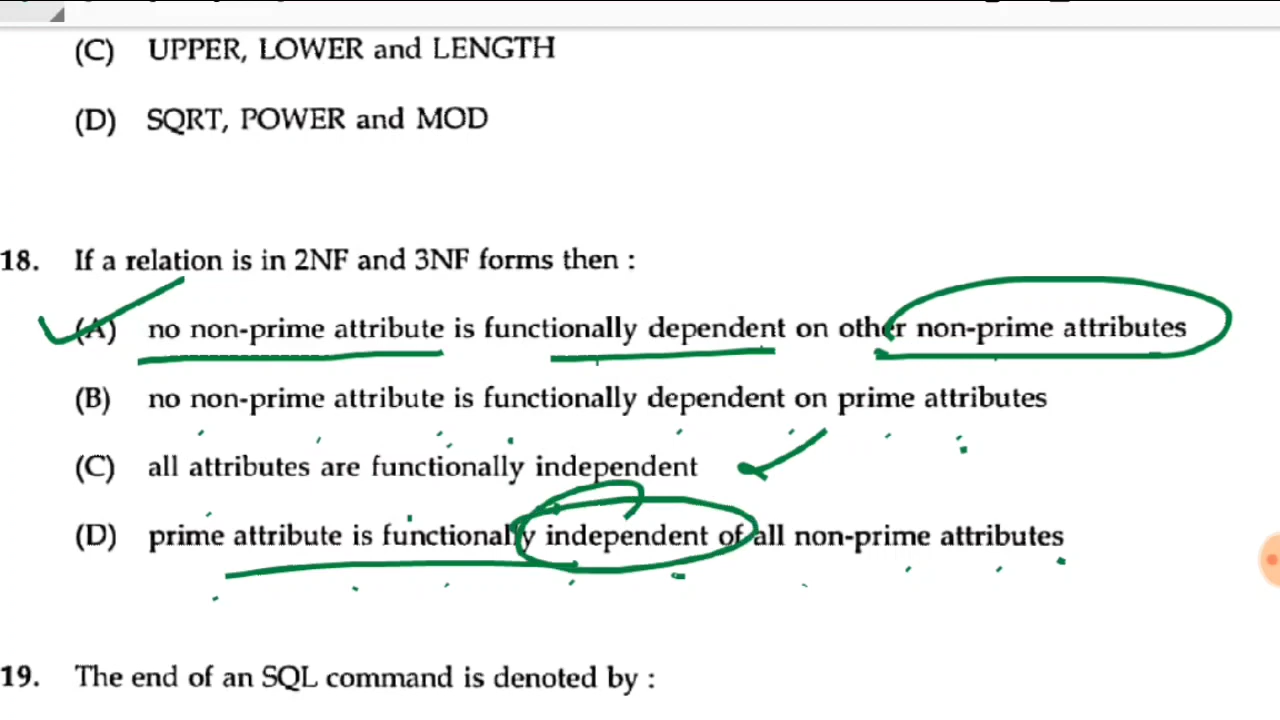 (C) UPPER, LOWER and LENGTH
(D) SQRT, POWER and MOD
18. If a relation is in 2NF and 3NF forms then :
(A) no non-prime attribute is functionally dependent on other non-prime attributes
(B) no non-prime attribute is functionally dependent on prime attributes
(C) all attributes are functionally independent
(D) prime attribute is functionally independent of all non-prime attributes
19. The end of an SQL command is denoted by :